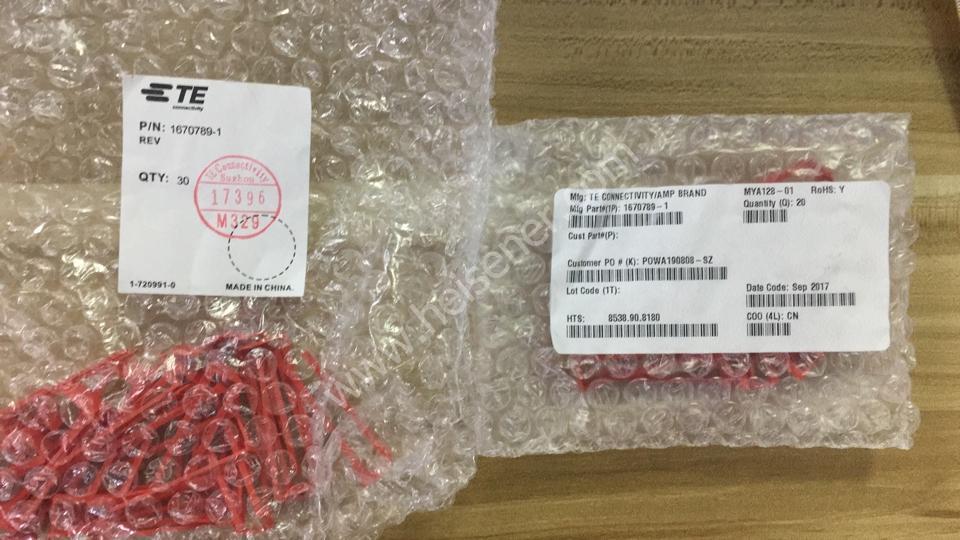 TE
connectivity
P/N: 1670789-1
REV
QTY: 30
TE Connectivity
Suzhou
17396
M329
1-720991-0
MADE IN CHINA.
Mfg: TE CONNECTIVITY/AMP BRAND
MYA128-01 RoHS: Y
Mfg Part#(1P): 1670789-1
Quantity (Q): 20
Cust Part#(P):
Customer PO # (K): POWA190808-SZ
Lot Code (1T):
Date Code: Sep 2017
HTS: 8538.90.8180
COO (4L): CN
www.heisener.com